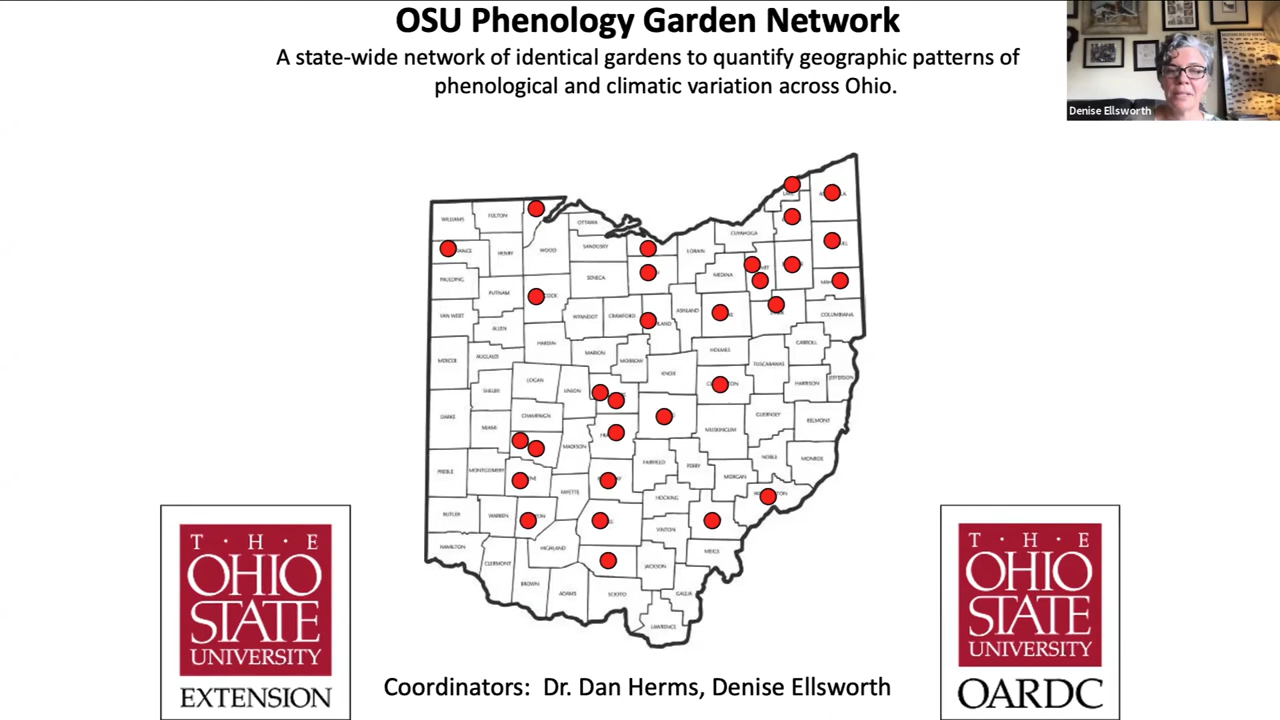 OSU Phenology Garden Network
A state-wide network of identical gardens to quantify geographic patterns of
phenological and climatic variation across Ohio.
Denise Ellsworth
WILLIAMS
FULTON
OTTAWA
CUYAHOGA
HENRY
WOOD
SANDUSKY
LORAIN
PAULDING
PUTNAM
SENECA
MEDINA
VAN WEST
ALLEN
WYANDOT
CRAWFORD
ASHLAND
COLUMBIANA
HARDIN
MERCER
AUGLAIZE
MARION
MORROW
HOLMES
CARROLL
TUSCARAWAS
JEFFERSON
LOGAN
UNION
KNOX
HARRISON
SHELBY
DARKE
CHAMPAIGN
GUERNSEY
BELMONT
MIAMI
MADISON
MUSKINGUM
PREBLE
MONTGOMERY
FAIRFIELD
PERRY
MORGAN
NOBLE
MONROE
FAYETTE
HOCKING
BUTLER
WARREN
VINTON
HAMILTON
CLERMONT
HIGHLAND
MEIGS
JACKSON
BROWN
ADAMS
SCIOTO
GALLIA
LAWRENCE
T · H · E
OHIO
STATE
UNIVERSITY
EXTENSION
T · H · E
OHIO
STATE
UNIVERSITY
OARDC
Coordinators: Dr. Dan Herms, Denise Ellsworth